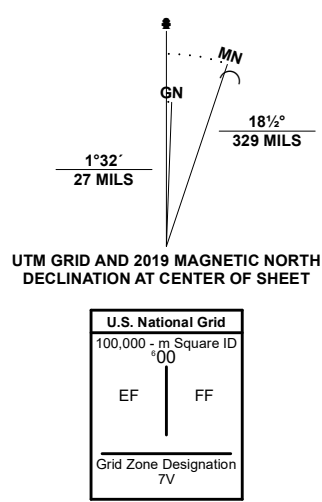 MN
GN
18½°
329 MILS
1°32´
27 MILS
UTM GRID AND 2019 MAGNETIC NORTH
DECLINATION AT CENTER OF SHEET
U.S. National Grid
100,000 - m Square ID
⁶00
EF FF
Grid Zone Designation
7V